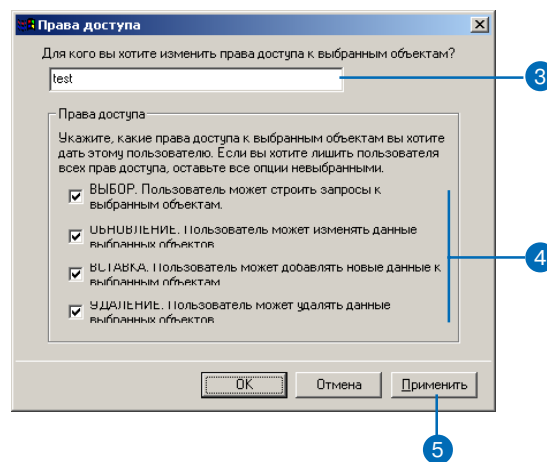 Права доступа
Для кого вы хотите изменить права доступа к выбранным объектам?
test
3
Права доступа
Укажите, какие права доступа к выбранным объектам вы хотите
дать этому пользователю. Если вы хотите лишить пользователя
всех прав доступа, оставьте все опции невыбранными.
ВЫБОР. Пользователь может строить запросы к
выбранным объектам.
ОБНОВЛЕНИЕ. Пользователь может изменять данные
выбранных объектов.
4
ВСТАВКА. Пользователь может добавлять новые данные к
выбранным объектам.
УДАЛЕНИЕ. Пользователь может удалять данные
выбранных объектов.
OK
Отмена
Применить
5